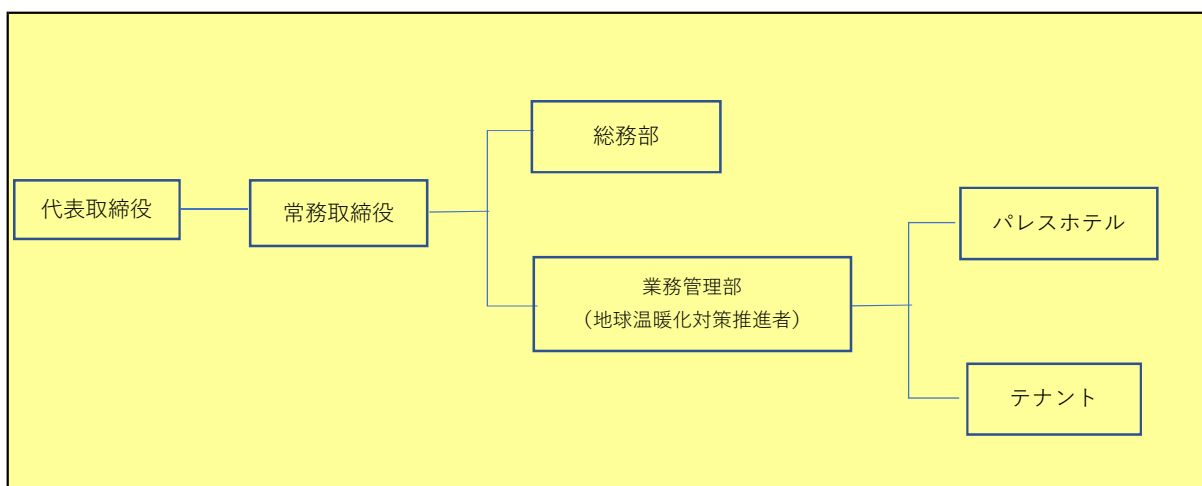 代表取締役
常務取締役
総務部
業務管理部
（地球温暖化対策推進者）
パレスホテル
テナント